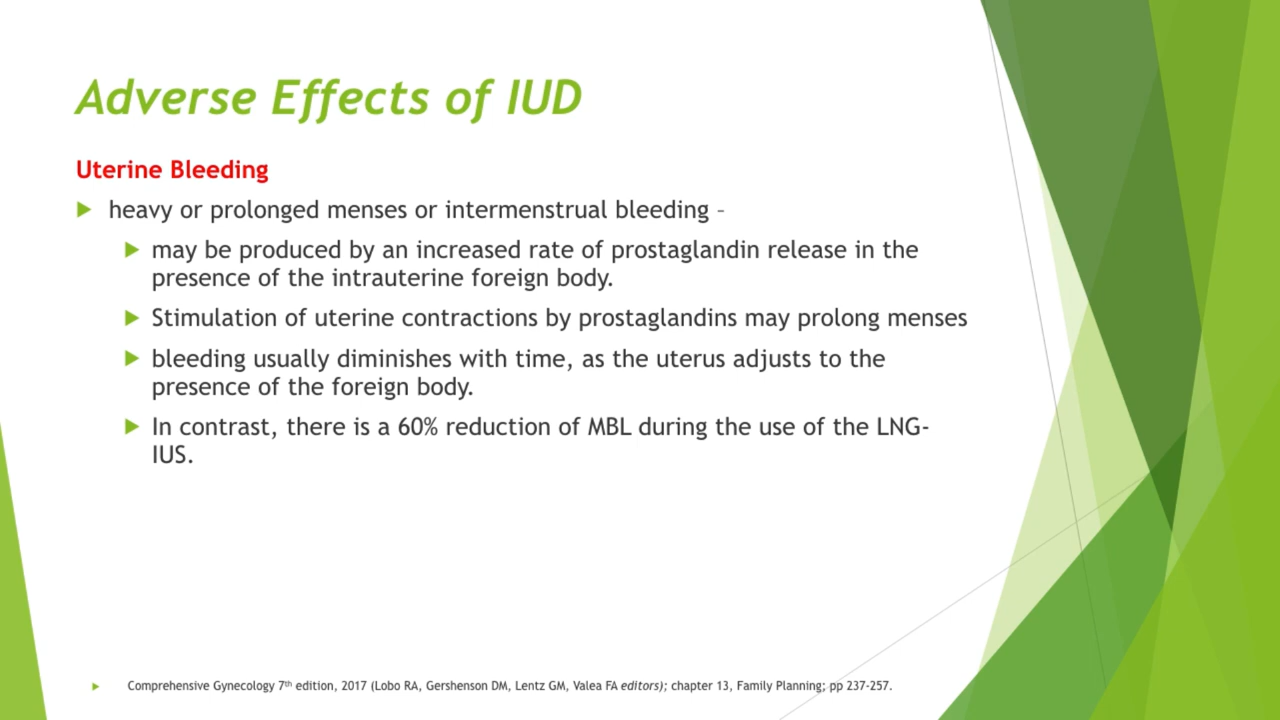 Adverse Effects of IUD
Uterine Bleeding
heavy or prolonged menses or intermenstrual bleeding –
may be produced by an increased rate of prostaglandin release in the
presence of the intrauterine foreign body.
Stimulation of uterine contractions by prostaglandins may prolong menses
bleeding usually diminishes with time, as the uterus adjusts to the
presence of the foreign body.
In contrast, there is a 60% reduction of MBL during the use of the LNG-
IUS.
Comprehensive Gynecology 7th edition, 2017 (Lobo RA, Gershenson DM, Lentz GM, Valea FA editors); chapter 13, Family Planning; pp 237-257.